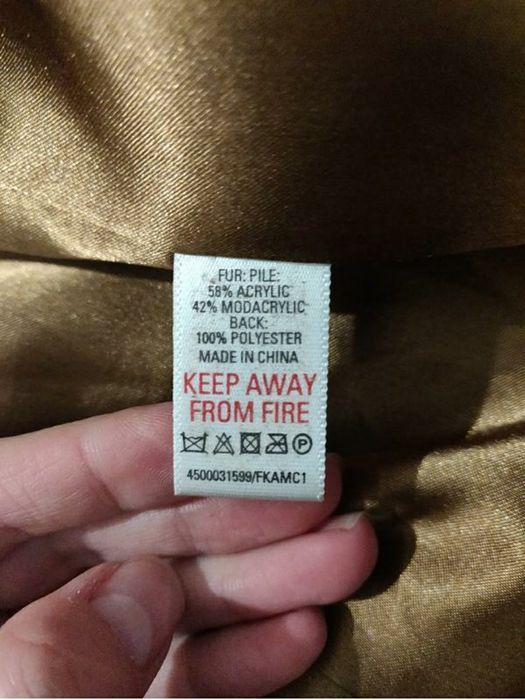 FUR: PILE:
58% ACRYLIC
42% MODACRYLIC
BACK:
100% POLYESTER
MADE IN CHINA
KEEP AWAY
FROM FIRE
P
4500031599/FKAMC1